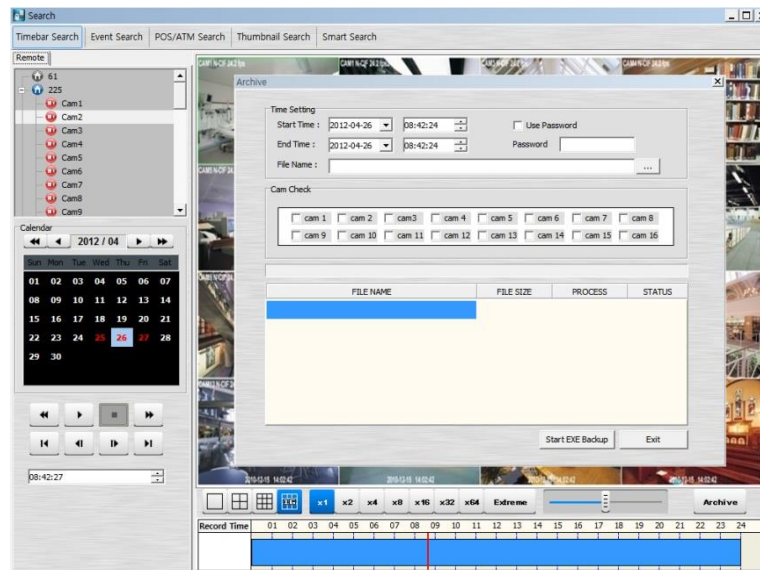 Search
Timebar Search Event Search POS/ATM Search Thumbnail Search Smart Search
Remote
61
225
Cam1
Cam2
Cam3
Cam4
Cam5
Cam6
Cam7
Cam8
Cam9
Calendar
2012 / 04
Sun Mon Tue Wed Thu Fri Sat
01 02 03 04 05 06 07
08 09 10 11 12 13 14
15 16 17 18 19 20 21
22 23 24 25 26 27 28
29 30
08:42:27
Archive
Time Setting
Start Time : 2012-04-26 08:42:24 Use Password
End Time : 2012-04-26 08:42:24 Password
File Name : ...
Cam Check
cam 1 cam 2 cam3 cam 4 cam 5 cam 6 cam 7 cam 8
cam 9 cam 10 cam 11 cam 12 cam 13 cam 14 cam 15 cam 16
FILE NAME FILE SIZE PROCESS STATUS
Start EXE Backup Exit
x1 x2 x4 x8 x16 x32 x64 Extreme Archive
Record Time 01 02 03 04 05 06 07 08 09 10 11 12 13 14 15 16 17 18 19 20 21 22 23 24